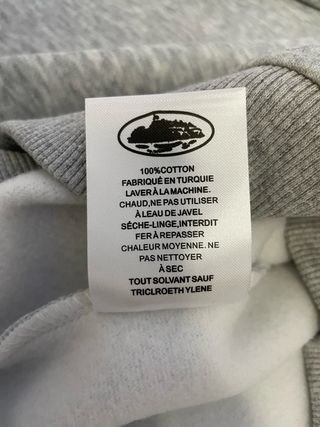 100%COTTON
FABRIQUÉ EN TURQUIE
LAVER À LA MACHINE.
CHAUD,NE PAS UTILISER
À LEAU DE JAVEL
SÉCHE-LINGE,INTERDIT
FER À REPASSER
CHALEUR MOYENNE. NE
PAS NETTOYER
À SEC
TOUT SOLVANT SAUF
TRICLROETH YLENE